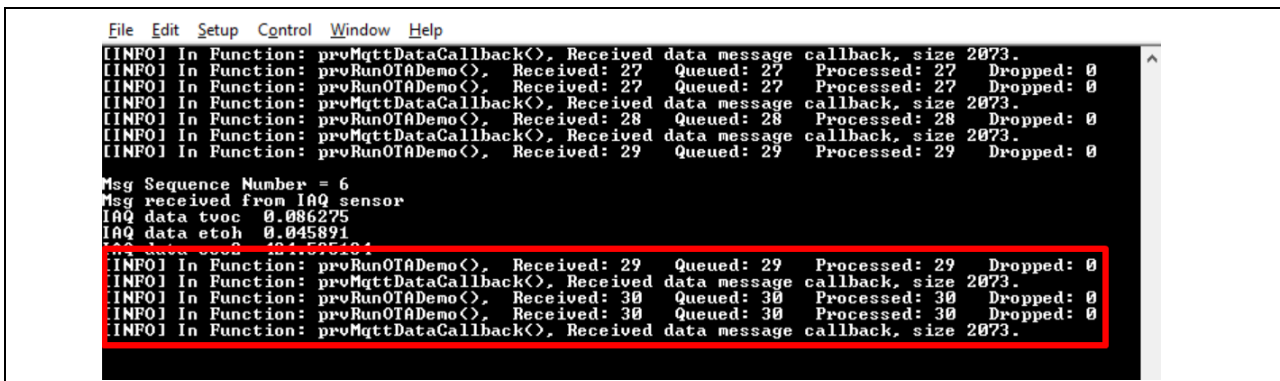 File Edit Setup Control Window Help
[INFO] In Function: prvMqttDataCallback(), Received data message callback, size 2073.
[INFO] In Function: prvRunOTADemo(), Received: 27 Queued: 27 Processed: 27 Dropped: 0
[INFO] In Function: prvRunOTADemo(), Received: 27 Queued: 27 Processed: 27 Dropped: 0
[INFO] In Function: prvMqttDataCallback(), Received data message callback, size 2073.
[INFO] In Function: prvRunOTADemo(), Received: 28 Queued: 28 Processed: 28 Dropped: 0
[INFO] In Function: prvMqttDataCallback(), Received data message callback, size 2073.
[INFO] In Function: prvRunOTADemo(), Received: 29 Queued: 29 Processed: 29 Dropped: 0
Msg Sequence Number = 6
Msg received from IAQ sensor
IAQ data tvoc 0.086275
IAQ data etoh 0.045891
IAQ data
[INFO] In Function: prvRunOTADemo(), Received: 29 Queued: 29 Processed: 29 Dropped: 0
[INFO] In Function: prvMqttDataCallback(), Received data message callback, size 2073.
[INFO] In Function: prvRunOTADemo(), Received: 30 Queued: 30 Processed: 30 Dropped: 0
[INFO] In Function: prvRunOTADemo(), Received: 30 Queued: 30 Processed: 30 Dropped: 0
[INFO] In Function: prvMqttDataCallback(), Received data message callback, size 2073.